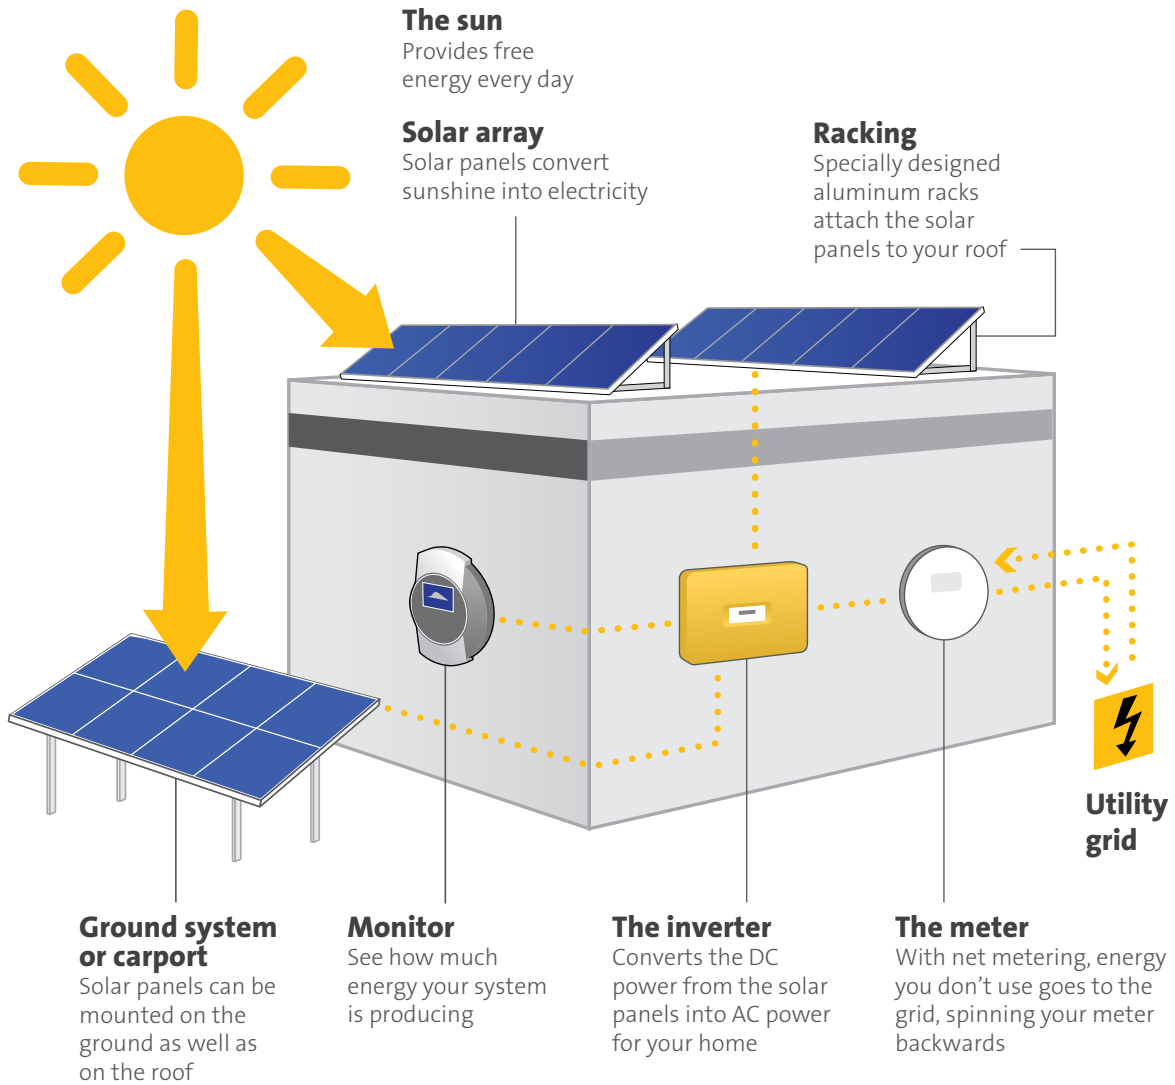 The sun
Provides free
energy every day
Solar array
Solar panels convert
sunshine into electricity
Racking
Specially designed
aluminum racks
attach the solar
panels to your roof
Utility
grid
Ground system
or carport
Solar panels can be
mounted on the
ground as well as
on the roof
Monitor
See how much
energy your system
is producing
The inverter
Converts the DC
power from the solar
panels into AC power
for your home
The meter
With net metering, energy
you don’t use goes to the
grid, spinning your meter
backwards